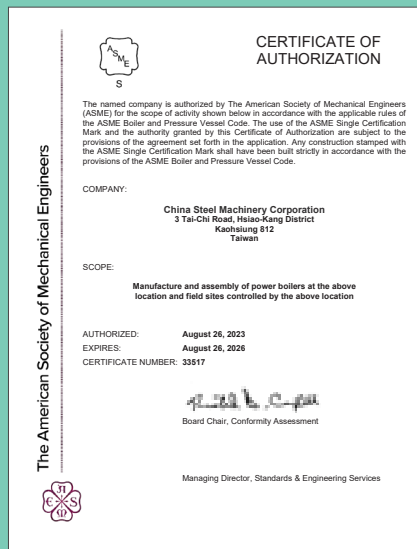 The American Society of Mechanical Engineers
ASME
S
CERTIFICATE OF
AUTHORIZATION
The named company is authorized by The American Society of Mechanical Engineers
(ASME) for the scope of activity shown below in accordance with the applicable rules of
the ASME Boiler and Pressure Vessel Code. The use of the ASME Single Certification
Mark and the authority granted by this Certificate of Authorization are subject to the
provisions of the agreement set forth in the application. Any construction stamped with
the ASME Single Certification Mark shall have been built strictly in accordance with the
provisions of the ASME Boiler and Pressure Vessel Code.
COMPANY:
China Steel Machinery Corporation
3 Tai-Chi Road, Hsiao-Kang District
Kaohsiung 812
Taiwan
SCOPE:
Manufacture and assembly of power boilers at the above
location and field sites controlled by the above location
AUTHORIZED: August 26, 2023
EXPIRES: August 26, 2026
CERTIFICATE NUMBER: 33517
Board Chair, Conformity Assessment
Managing Director, Standards & Engineering Services